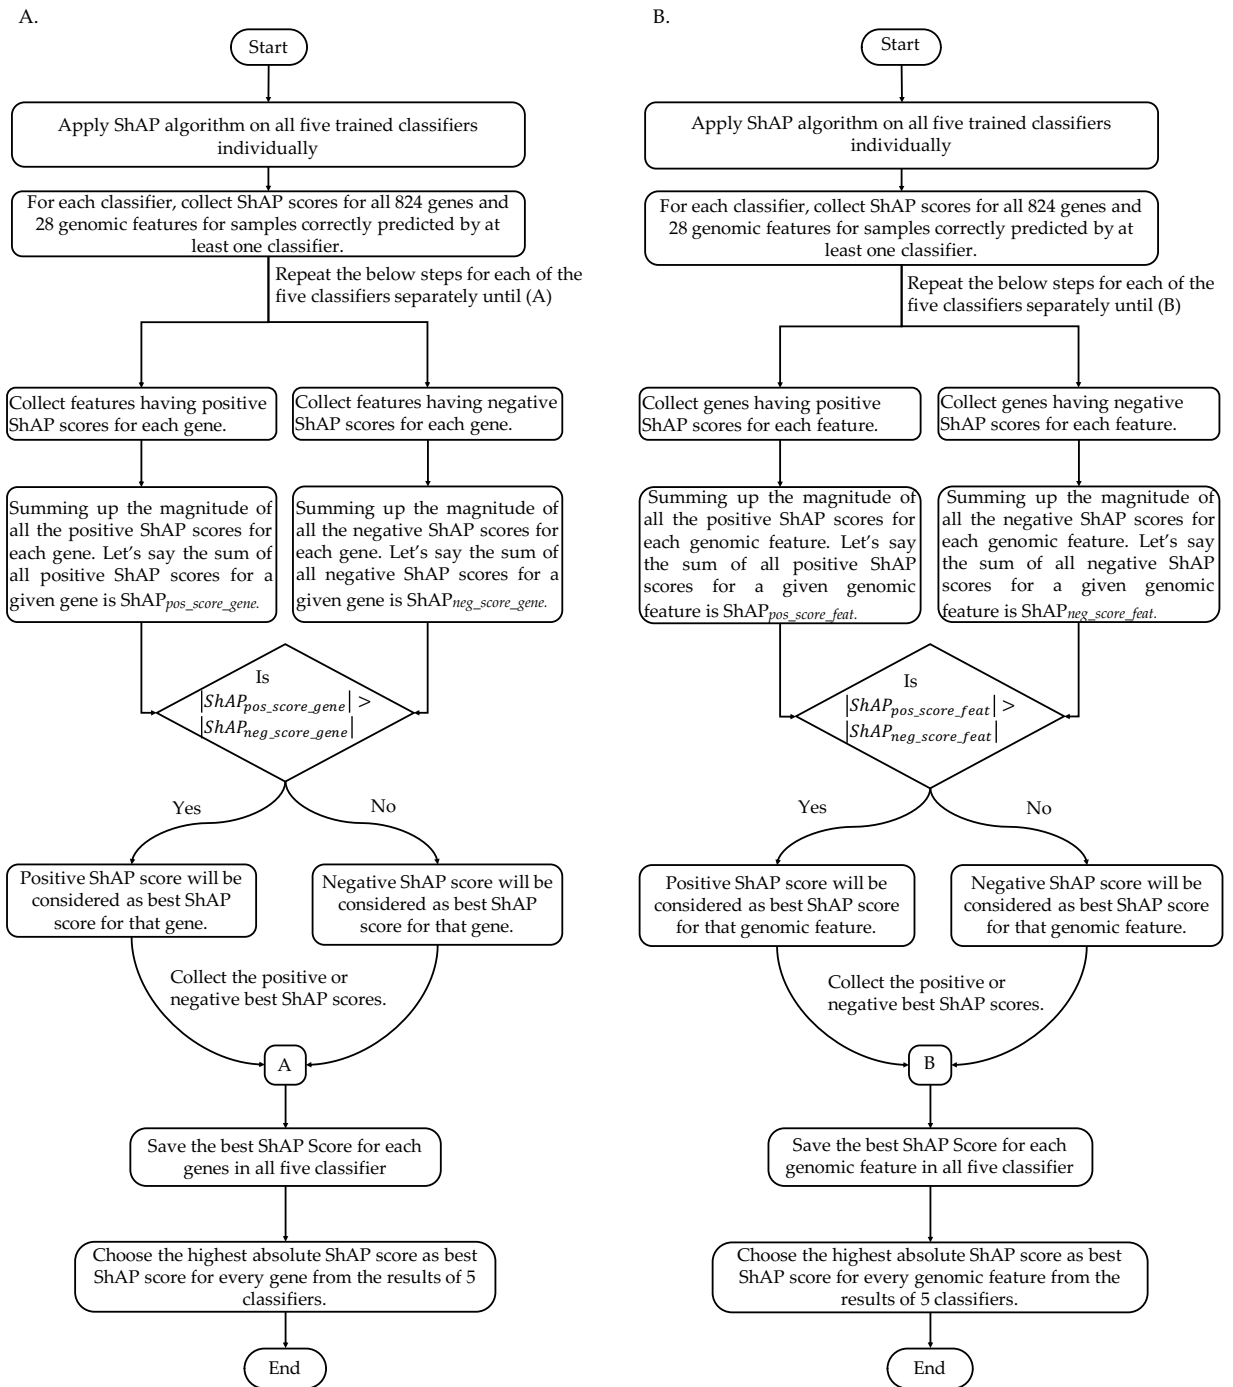 A.
Start
Apply ShAP algorithm on all five trained classifiers
individually
For each classifier, collect ShAP scores for all 824 genes and
28 genomic features for samples correctly predicted by at
least one classifier.
Repeat the below steps for each of the
five classifiers separately until (A)
Collect features having positive
ShAP scores for each gene.
Collect features having negative
ShAP scores for each gene.
Summing up the magnitude of
all the positive ShAP scores for
each gene. Let's say the sum of
all positive ShAP scores for a
given gene is ShAPpos_score_gene.
Summing up the magnitude of
all the negative ShAP scores for
each gene. Let's say the sum of
all negative ShAP scores for a
given gene is ShAPneg_score_gene.
Is
|ShAPpos_score_gene| >
|ShAPneg_score_gene|
Yes
No
Positive ShAP score will be
considered as best ShAP
score for that gene.
Negative ShAP score will be
considered as best ShAP
score for that gene.
Collect the positive or
negative best ShAP scores.
A
Save the best ShAP Score for each
genes in all five classifier
Choose the highest absolute ShAP score as best
ShAP score for every gene from the results of 5
classifiers.
End
B.
Start
Apply ShAP algorithm on all five trained classifiers
individually
For each classifier, collect ShAP scores for all 824 genes and
28 genomic features for samples correctly predicted by at
least one classifier.
Repeat the below steps for each of the
five classifiers separately until (B)
Collect genes having positive
ShAP scores for each feature.
Collect genes having negative
ShAP scores for each feature.
Summing up the magnitude of
all the positive ShAP scores for
each genomic feature. Let's say
the sum of all positive ShAP
scores for a given genomic
feature is ShAPpos_score_feat.
Summing up the magnitude of
all the negative ShAP scores for
each genomic feature. Let's say
the sum of all negative ShAP
scores for a given genomic
feature is ShAPneg_score_feat.
Is
|ShAPpos_score_feat| >
|ShAPneg_score_feat|
Yes
No
Positive ShAP score will be
considered as best ShAP score
for that genomic feature.
Negative ShAP score will be
considered as best ShAP score
for that genomic feature.
Collect the positive or
negative best ShAP scores.
B
Save the best ShAP Score for each
genomic feature in all five classifier
Choose the highest absolute ShAP score as best
ShAP score for every genomic feature from the
results of 5 classifiers.
End